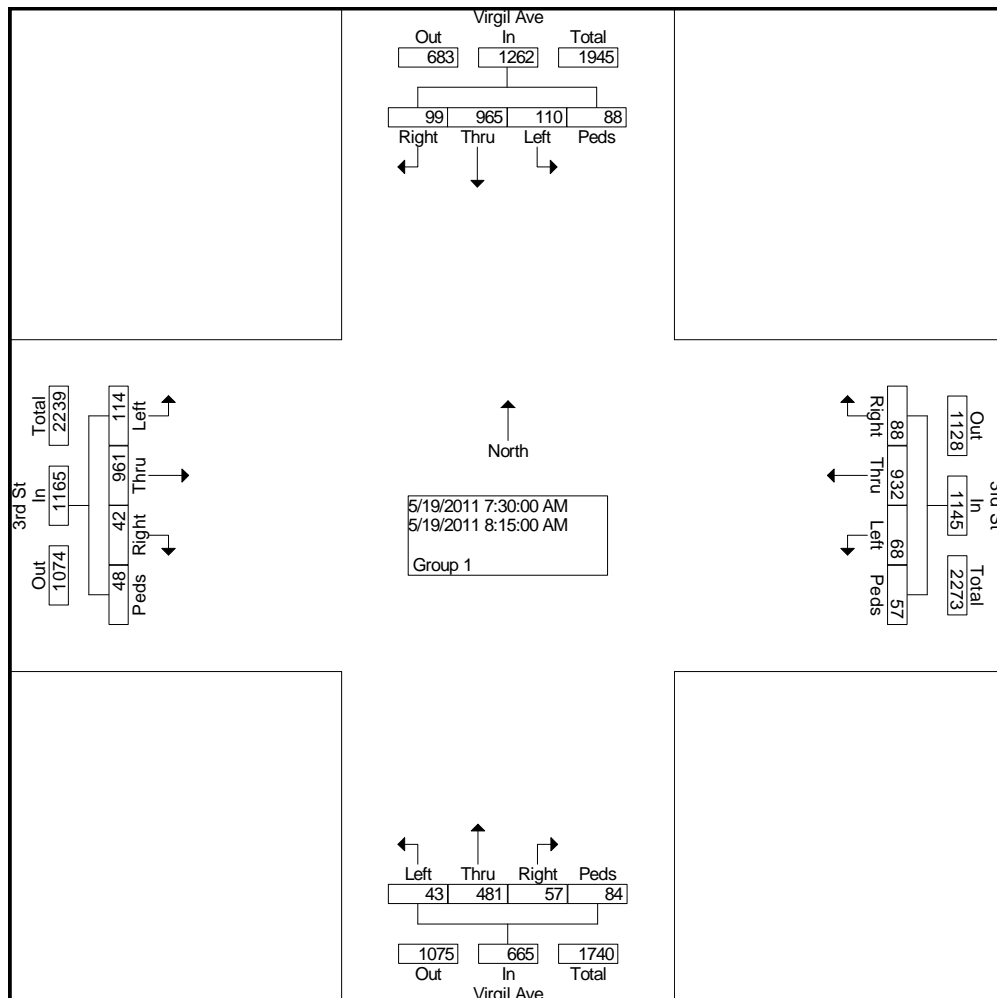 Virgil Ave
Out In Total
683 1262 1945
99 965 110 88
Right Thru Left Peds
3rd St
Total In Out
2239 1165 1074
114 961 42 48
Left Thru Right Peds
North
5/19/2011 7:30:00 AM
5/19/2011 8:15:00 AM
Group 1
Right Thru Left Peds
88 932 68 57
Out In Total
1128 1145 2273
3rd St
Left Thru Right Peds
43 481 57 84
1075 665 1740
Out In Total
Virgil Ave